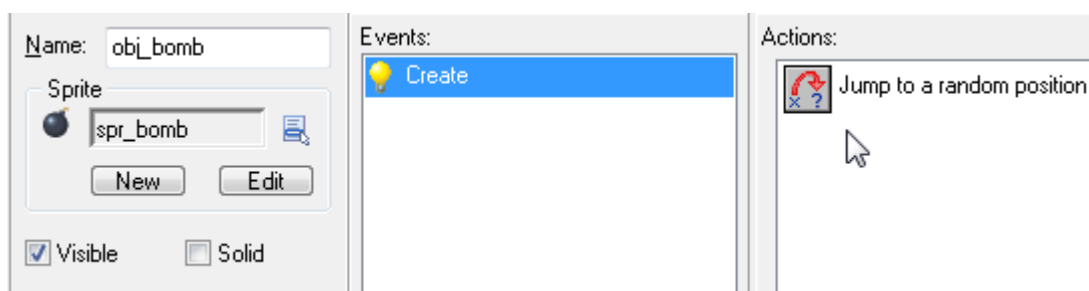 Name: obj_bomb
Sprite
spr_bomb
New Edit
Visible Solid
Events:
Create
Actions:
Jump to a random position